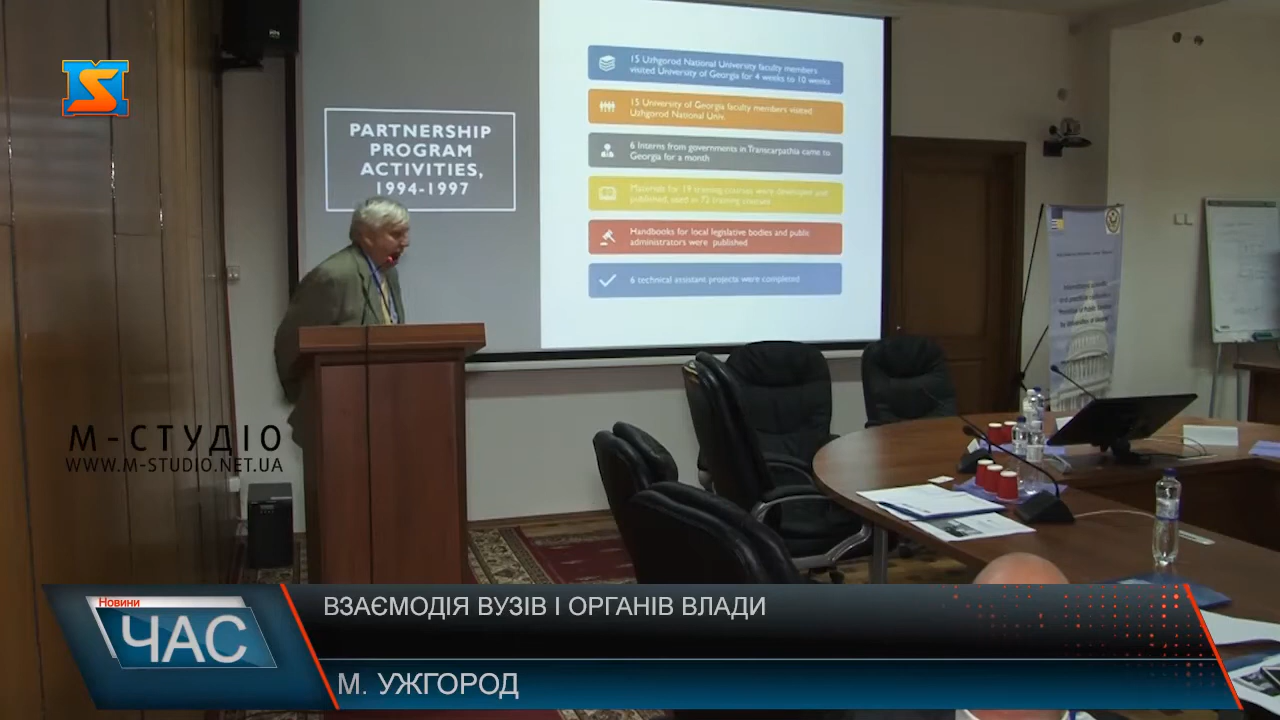 PARTNERSHIP
PROGRAM
ACTIVITIES,
1994-1997
15 Uzhgorod National University faculty members
visited University of Georgia for 4 weeks to 10 weeks
15 University of Georgia faculty members visited
Uzhgorod National Univ.
6 Interns from governments in Transcarpathia came to
Georgia for a month
Materials for 19 training courses were developed and
published, used in 72 training courses
Handbooks for local legislative bodies and public
administrators were published
6 technical assistant projects were completed
М-СТУДІО
WWW.M-STUDIO.NET.UA
Новини
ЧАС
ВЗАЄМОДІЯ ВУЗІВ І ОРГАНІВ ВЛАДИ
М. УЖГОРОД